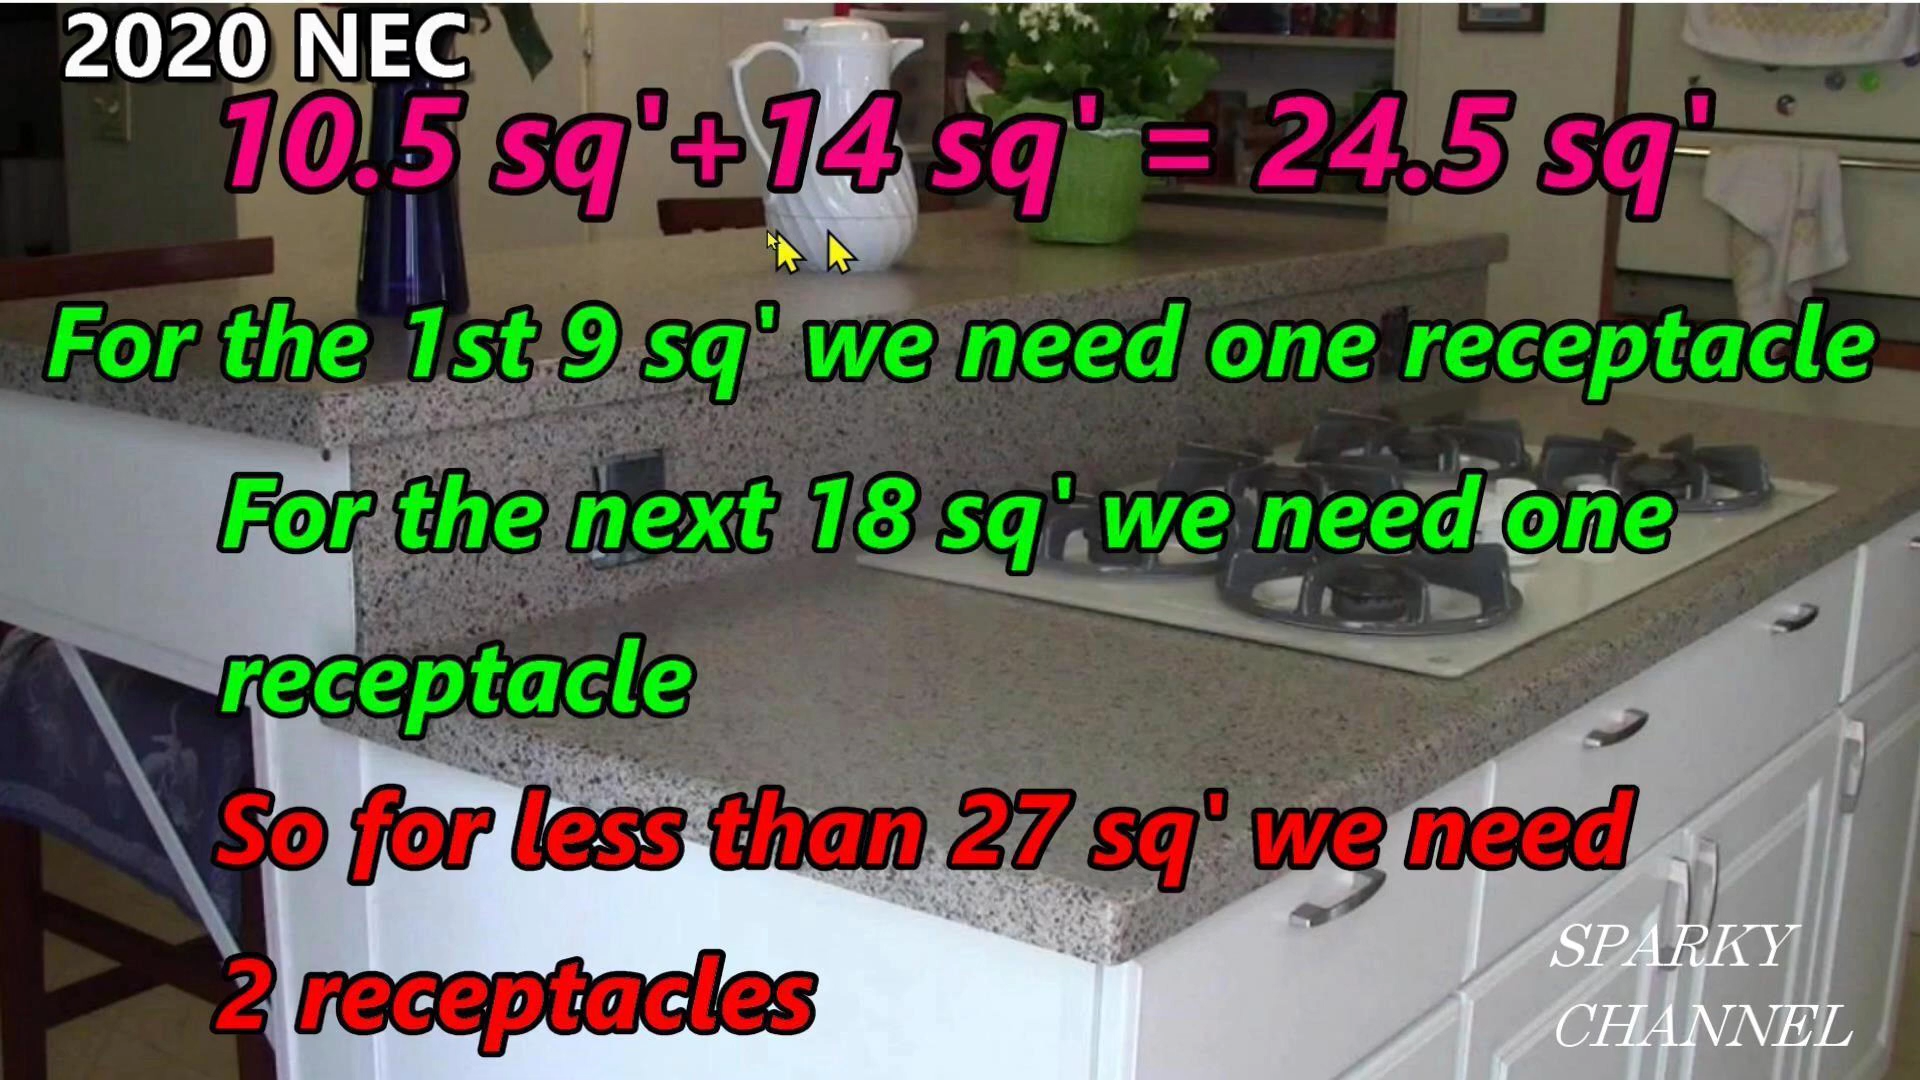 2020 NEC
10.5 sq'+14 sq' = 24.5 sq'
For the 1st 9 sq' we need one receptacle
For the next 18 sq' we need one
receptacle
So for less than 27 sq' we need
2 receptacles
SPARKY
CHANNEL